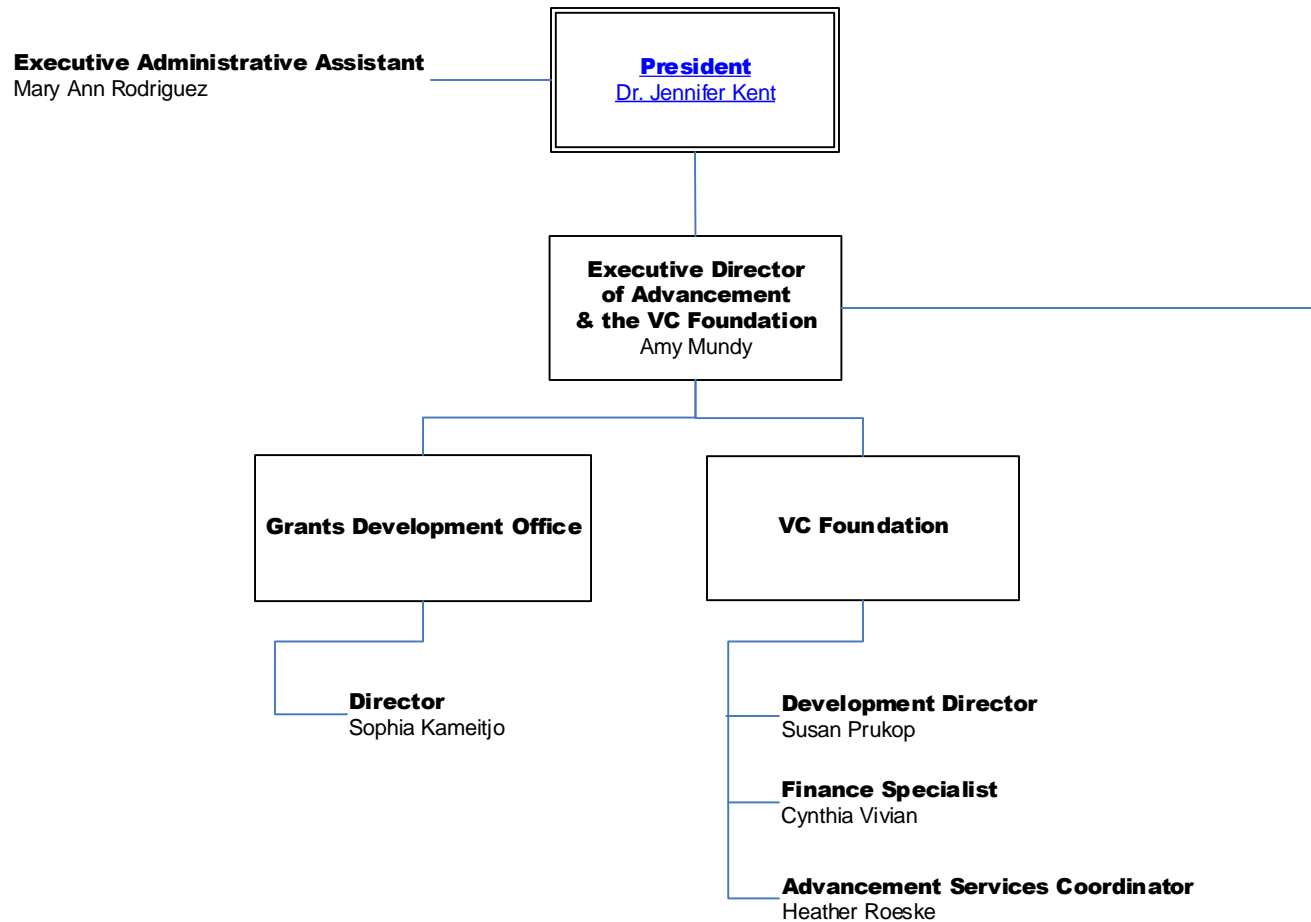 Executive Administrative Assistant
Mary Ann Rodriguez
President
Dr. Jennifer Kent
Executive Director
of Advancement
& the VC Foundation
Amy Mundy
Grants Development Office
VC Foundation
Director
Sophia Kameitjo
Development Director
Susan Prukop
Finance Specialist
Cynthia Vivian
Advancement Services Coordinator
Heather Roeske